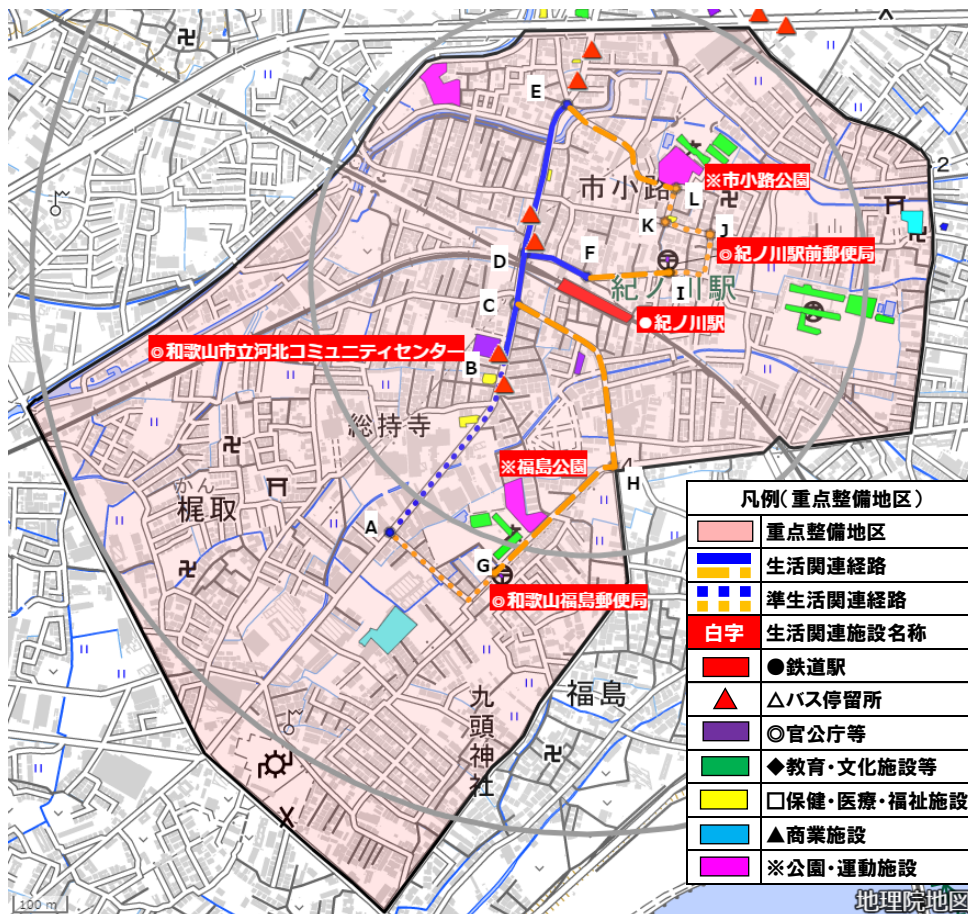 E
2
市小路
※市小路公園
L
K
J
◎紀ノ川駅前郵便局
D
F
I
紀ノ川駅
●紀ノ川駅
C
◎和歌山市立河北コミュニティセンター
B
総持寺
※福島公園
H
かん
梶取
A
G
◎和歌山福島郵便局
福島
九頭神社
凡例(重点整備地区)
重点整備地区
生活関連経路
準生活関連経路
白字 生活関連施設名称
●鉄道駅
△バス停留所
◎官公庁等
◆教育・文化施設等
□保健・医療・福祉施設
▲商業施設
※公園・運動施設
100 m
地理院地図